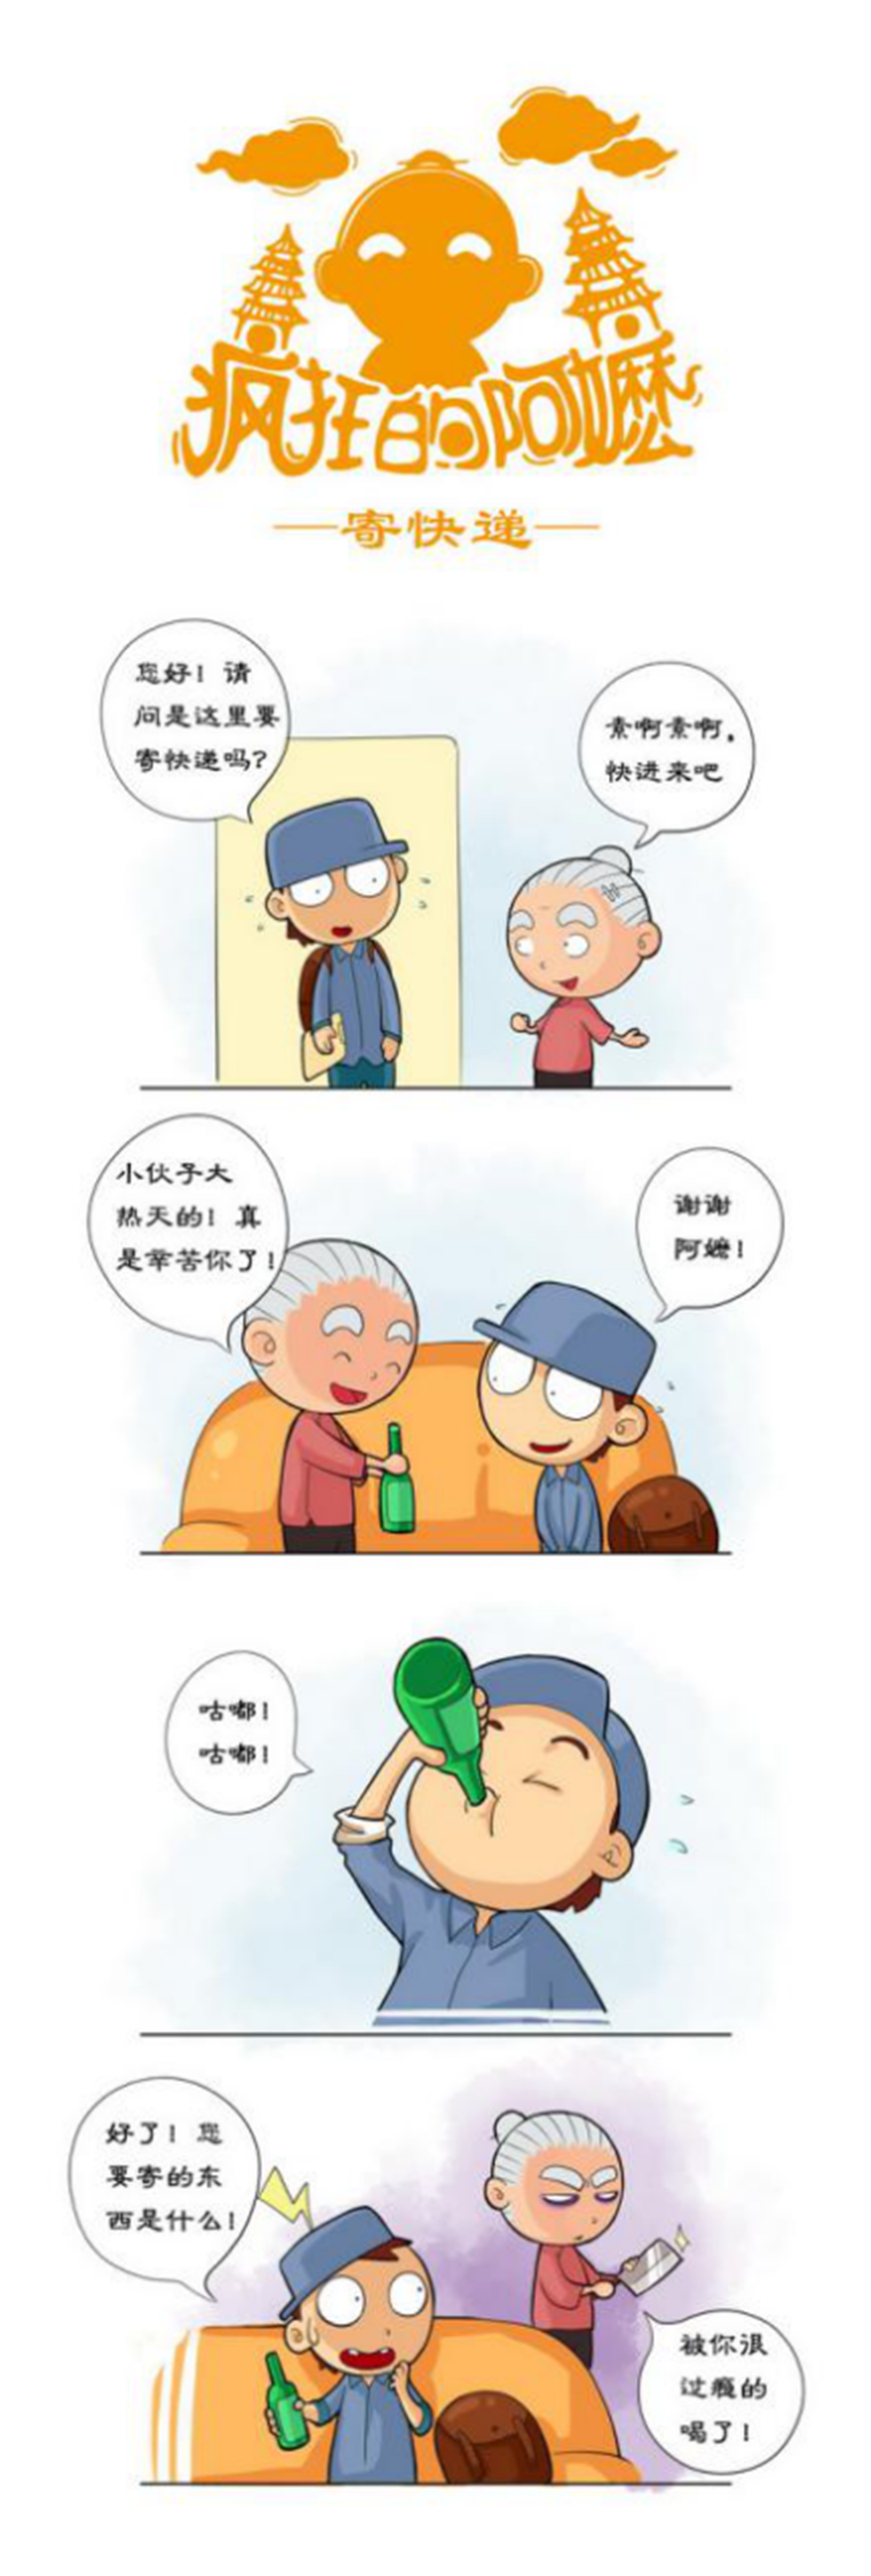 疯狂的阿嬷
寄快递
您好！请
问是这里要
寄快递吗？
素啊素啊，
快进来吧
小伙子大
热天的！真
是辛苦你了！
谢谢
阿嬷！
咕嘟！
咕嘟！
好了！您
要寄的东
西是什么！
被你很
过瘾的
喝了！